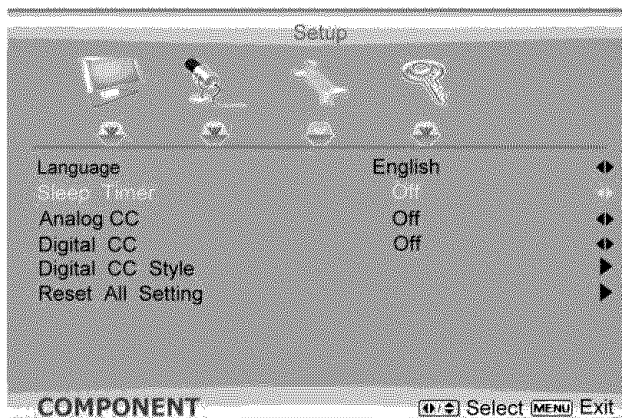 Setup
Language English
Sleep Timer Off
Analog CC Off
Digital CC Off
Digital CC Style
Reset All Setting
COMPONENT Select MENU Exit